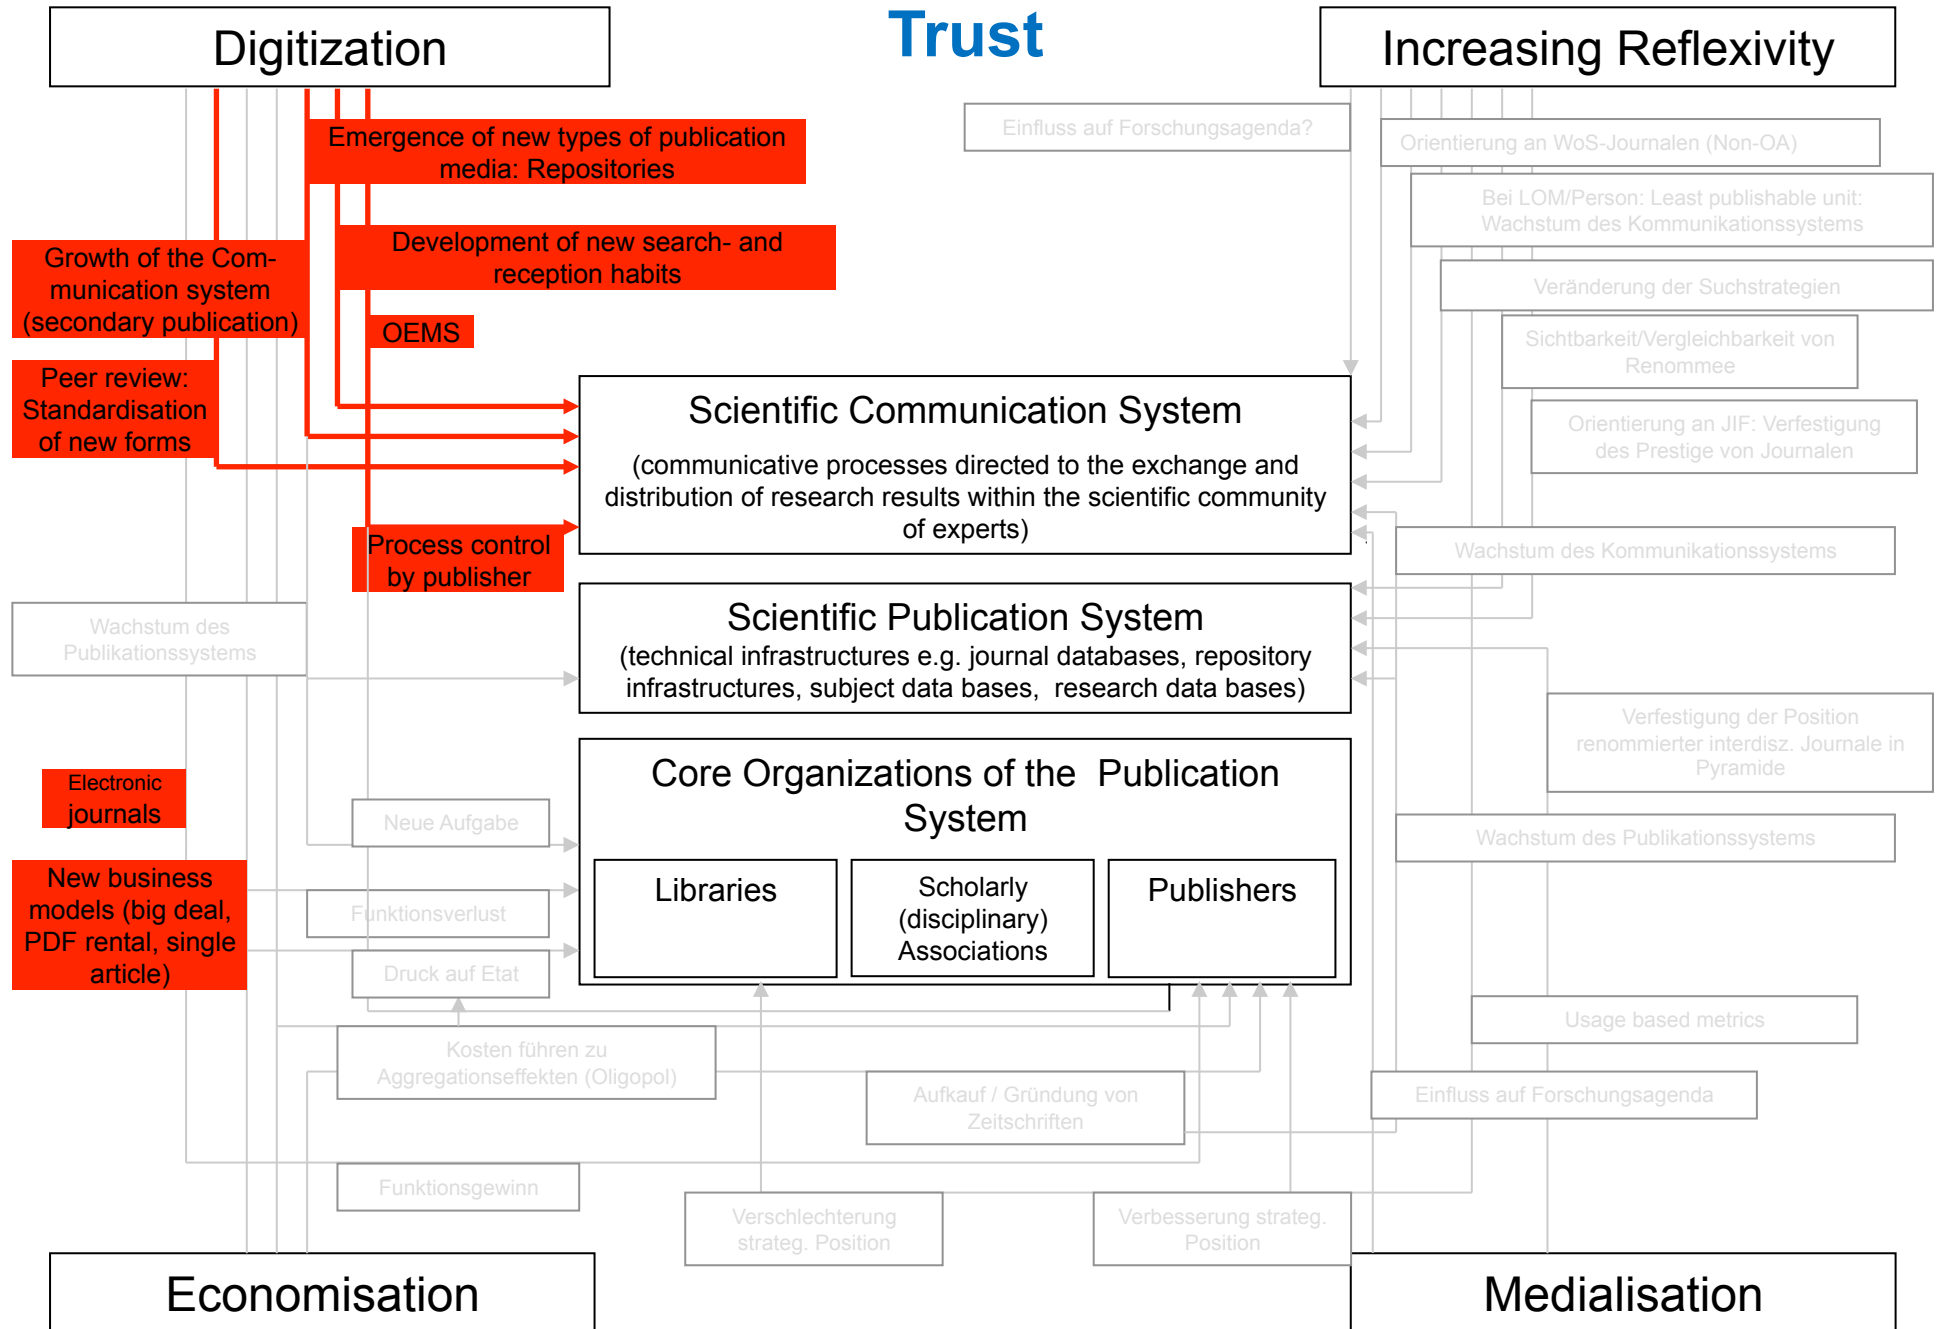 Digitization
Trust
Increasing Reflexivity
Emergence of new types of publication
media: Repositories
Einfluss auf Forschungsagenda?
Orientierung an WoS-Journalen (Non-OA)
Bei LOM/Person: Least publishable unit:
Wachstum des Kommunikationssystems
Development of new search- and
reception habits
Growth of the Com-
munication system
(secondary publication)
Veränderung der Suchstrategien
OEMS
Sichtbarkeit/Vergleichbarkeit von
Renommee
Peer review:
Standardisation
of new forms
Scientific Communication System
(communicative processes directed to the exchange and
distribution of research results within the scientific community
of experts)
Orientierung an JIF: Verfestigung
des Prestige von Journalen
Process control
by publisher
Wachstum des Kommunikationssystems
Wachstum des
Publikationssystems
Scientific Publication System
(technical infrastructures e.g. journal databases, repository
infrastructures, subject data bases, research data bases)
Verfestigung der Position
renommierter interdisz. Journale in
Pyramide
Electronic
journals
Core Organizations of the Publication
System
Neue Aufgabe
Wachstum des Publikationssystems
New business
models (big deal,
PDF rental, single
article)
Funktionsverlust
Druck auf Etat
Libraries
Scholarly
(disciplinary)
Associations
Publishers
Usage based metrics
Kosten führen zu
Aggregationseffekten (Oligopol)
Aufkauf / Gründung von
Zeitschriften
Einfluss auf Forschungsagenda
Funktionsgewinn
Verschlechterung
strateg. Position
Verbesserung strateg.
Position
Economisation
Medialisation